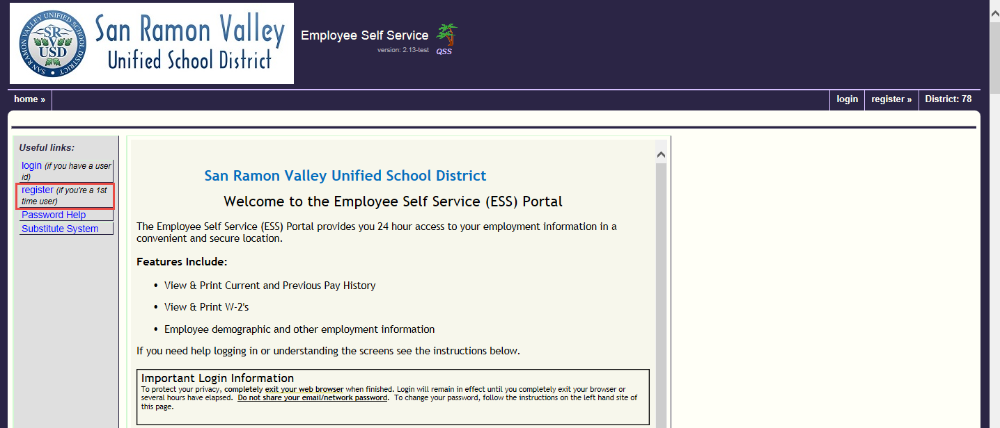 SAN RAMON VALLEY UNIFIED SCHOOL DISTRICT
SRV
USD
San Ramon Valley
Unified School District
Employee Self Service
version: 2.13-test
QSS
home »
login
register »
District: 78
Useful links:
login (if you have a user
id)
register (if you're a 1st
time user)
Password Help
Substitute System
San Ramon Valley Unified School District
Welcome to the Employee Self Service (ESS) Portal
The Employee Self Service (ESS) Portal provides you 24 hour access to your employment information in a
convenient and secure location.
Features Include:
• View & Print Current and Previous Pay History
• View & Print W-2's
• Employee demographic and other employment information
If you need help logging in or understanding the screens see the instructions below.
Important Login Information
To protect your privacy, completely exit your web browser when finished. Login will remain in effect until you completely exit your browser or
several hours have elapsed. Do not share your email/network password. To change your password, follow the instructions on the left hand site of
this page.